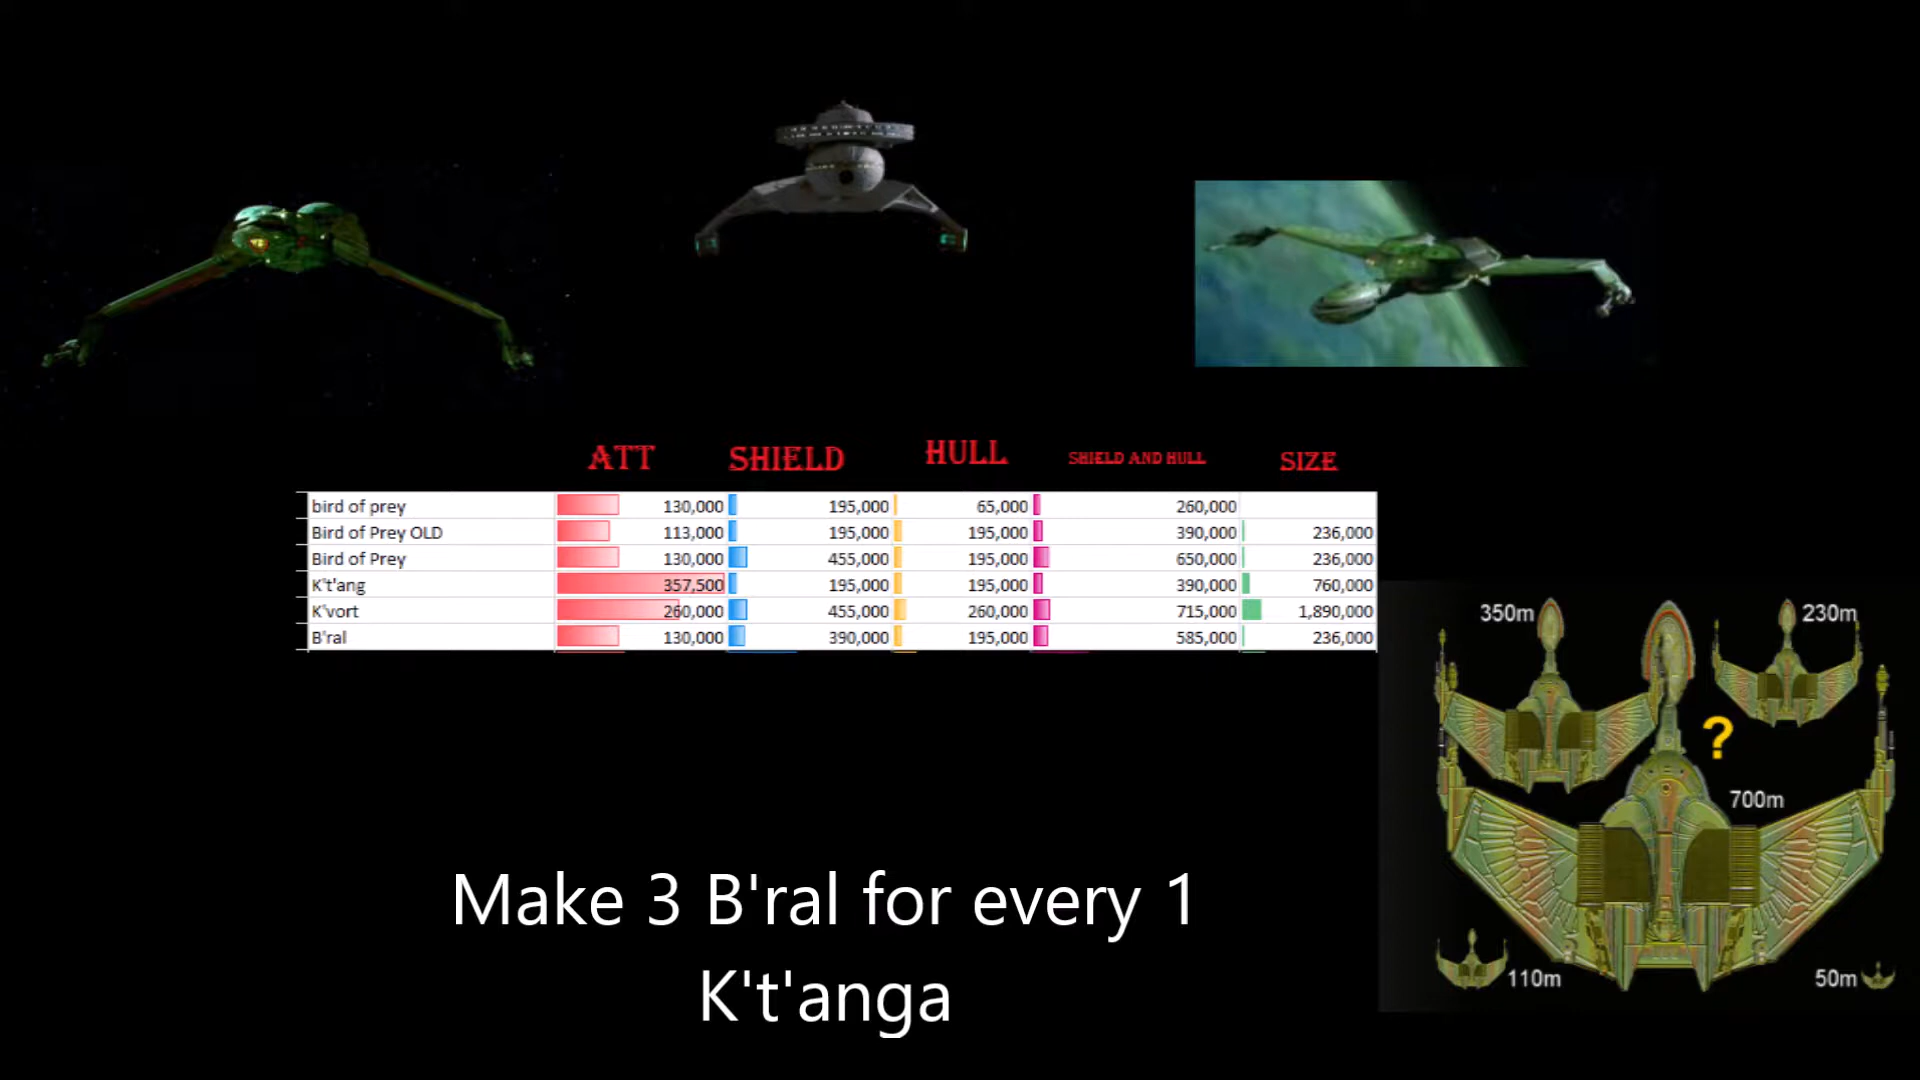 ATT SHIELD HULL SHIELD AND HULL SIZE
bird of prey 130,000 195,000 65,000 260,000
Bird of Prey OLD 113,000 195,000 195,000 390,000 236,000
Bird of Prey 130,000 455,000 195,000 650,000 236,000
K't'ang 357,500 195,000 195,000 390,000 760,000
K'vort 260,000 455,000 260,000 715,000 1,890,000
B'ral 130,000 390,000 195,000 585,000 236,000
350m 230m
?
700m
110m 50m
Make 3 B'ral for every 1
K't'anga